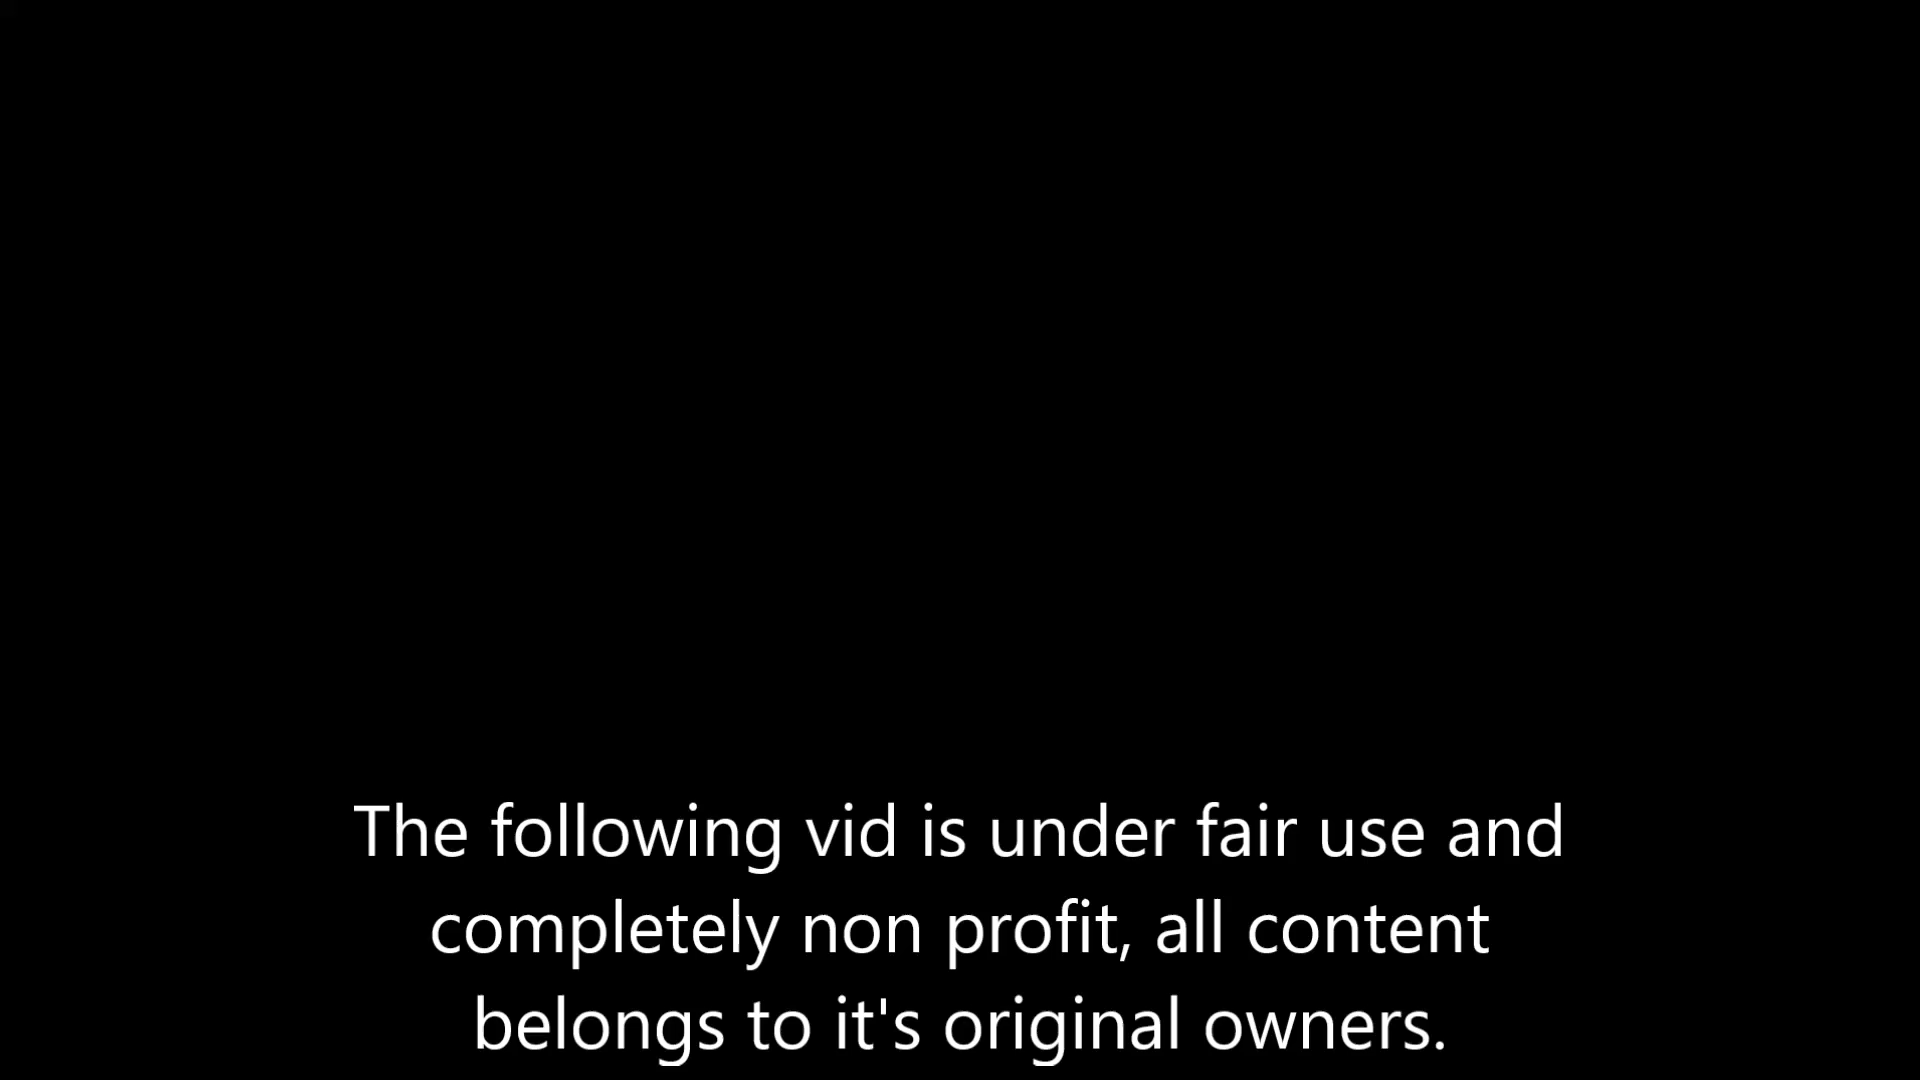 The following vid is under fair use and
completely non profit, all content
belongs to it's original owners.